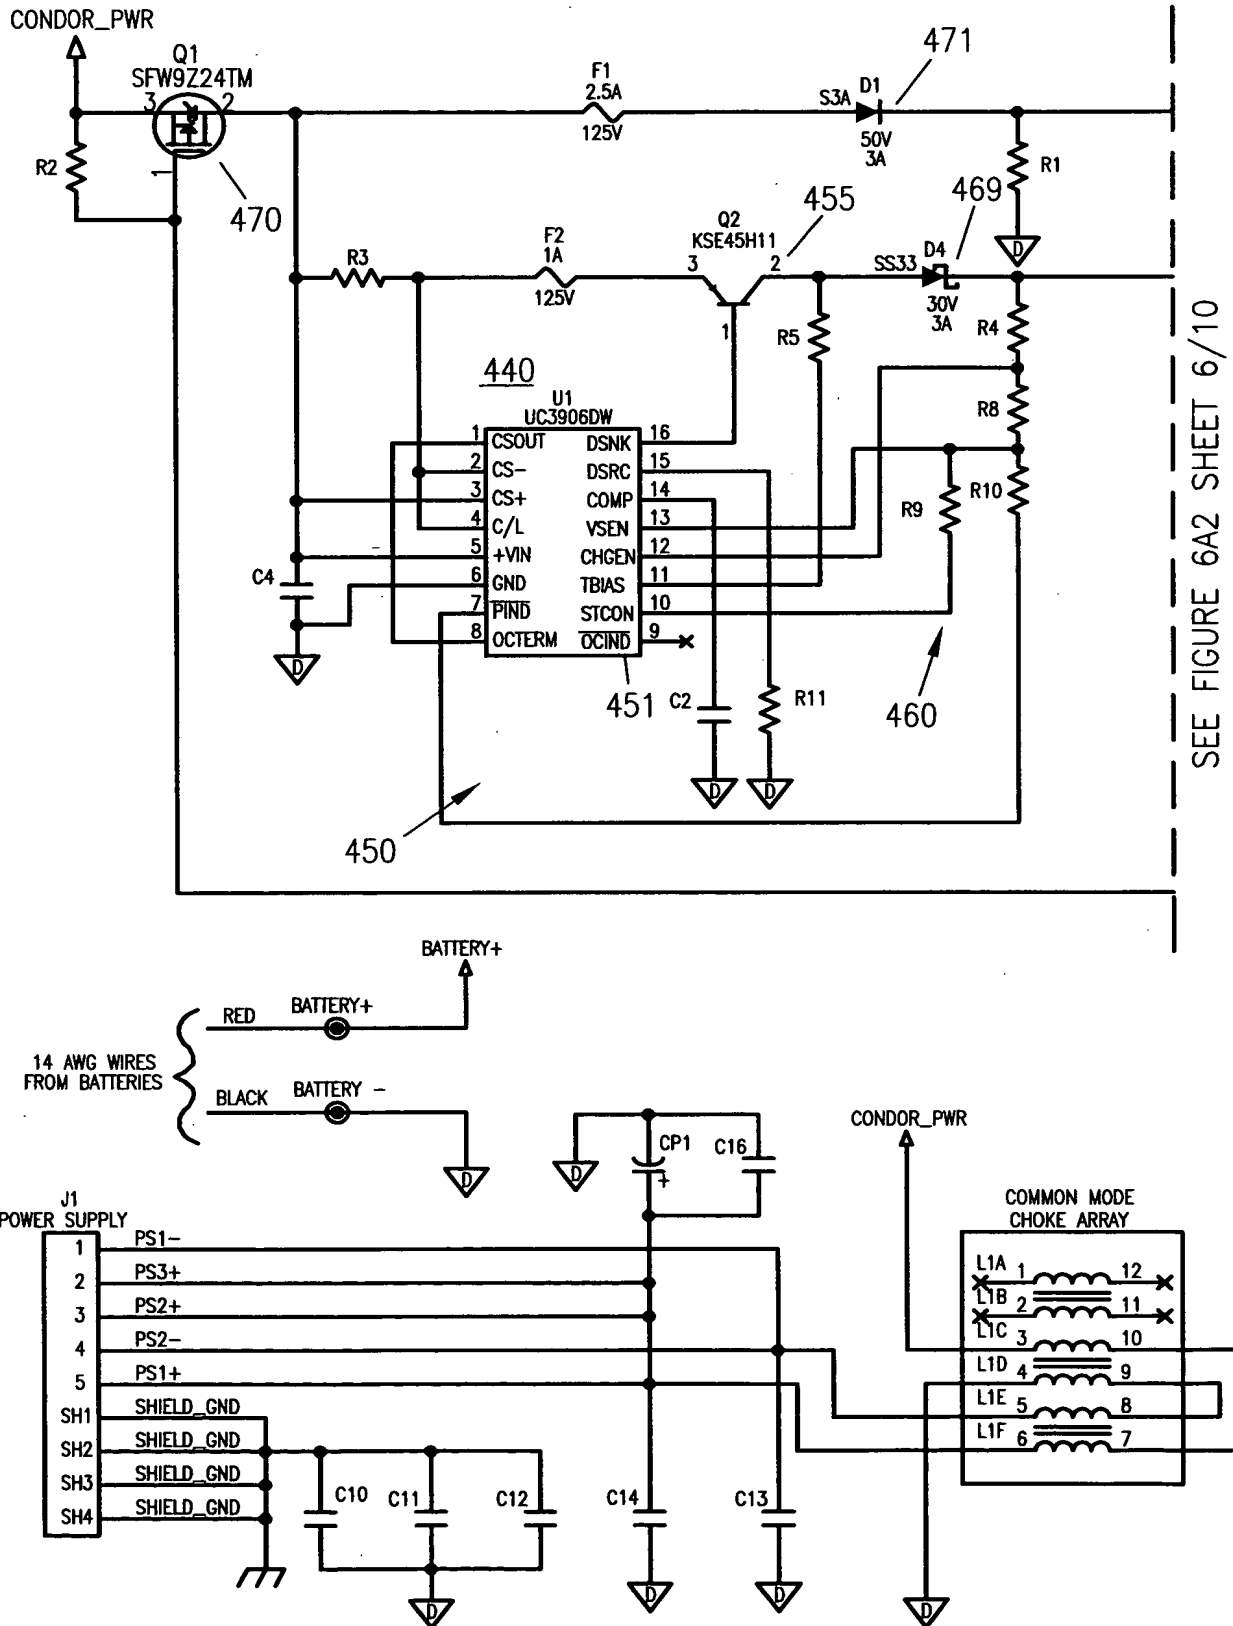 CONDOR_PWR
Q1
SFW9Z24TM
3
2
1
R2
470
F1
2.5A
125V
471
D1
S3A
50V
3A
R1
D
R3
F2
1A
125V
Q2
KSE45H11
455
3
2
1
469
D4
SS33
30V
3A
R5
R4
R8
R9
R10
440
U1
UC3906DW
1 CSOUT DSNK 16
2 CS- DSRC 15
3 CS+ COMP 14
4 C/L VSEN 13
5 +VIN CHGEN 12
6 GND TBIAS 11
7 PIND STCON 10
8 OCTERM OCIND 9
C4
D
451
C2
R11
D
D
460
450
SEE FIGURE 6A2 SHEET 6/10
BATTERY+
RED
BATTERY+
14 AWG WIRES
FROM BATTERIES
BLACK
BATTERY -
D
D
CP1
+
C16
CONDOR_PWR
J1
POWER SUPPLY
1 PS1-
2 PS3+
3 PS2+
4 PS2-
5 PS1+
SH1 SHIELD_GND
SH2 SHIELD_GND
SH3 SHIELD_GND
SH4 SHIELD_GND
C10
C11
C12
D
C14
D
C13
D
COMMON MODE
CHOKE ARRAY
L1A 1 12
L1B 2 11
L1C 3 10
L1D 4 9
L1E 5 8
L1F 6 7
D